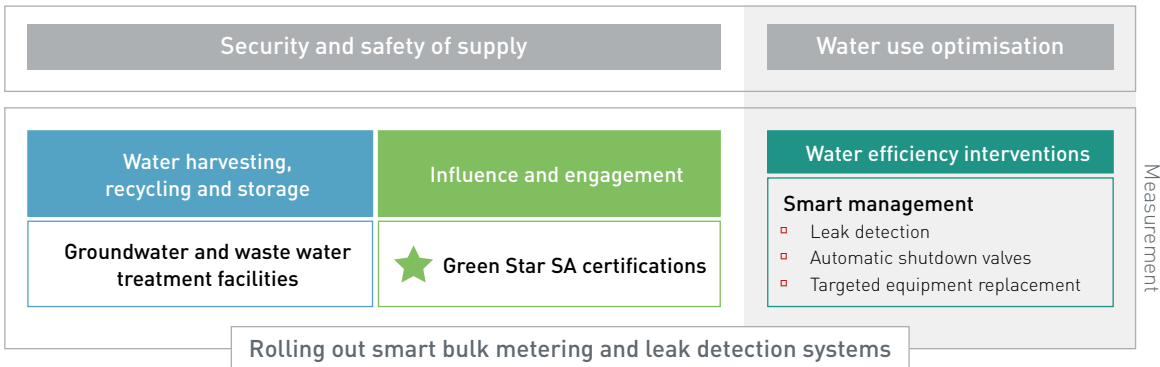 Security and safety of supply
Water use optimisation
Water harvesting,
recycling and storage
Influence and engagement
Water efficiency interventions
Groundwater and waste water
treatment facilities
Green Star SA certifications
Smart management
Leak detection
Automatic shutdown valves
Targeted equipment replacement
Measurement
Rolling out smart bulk metering and leak detection systems